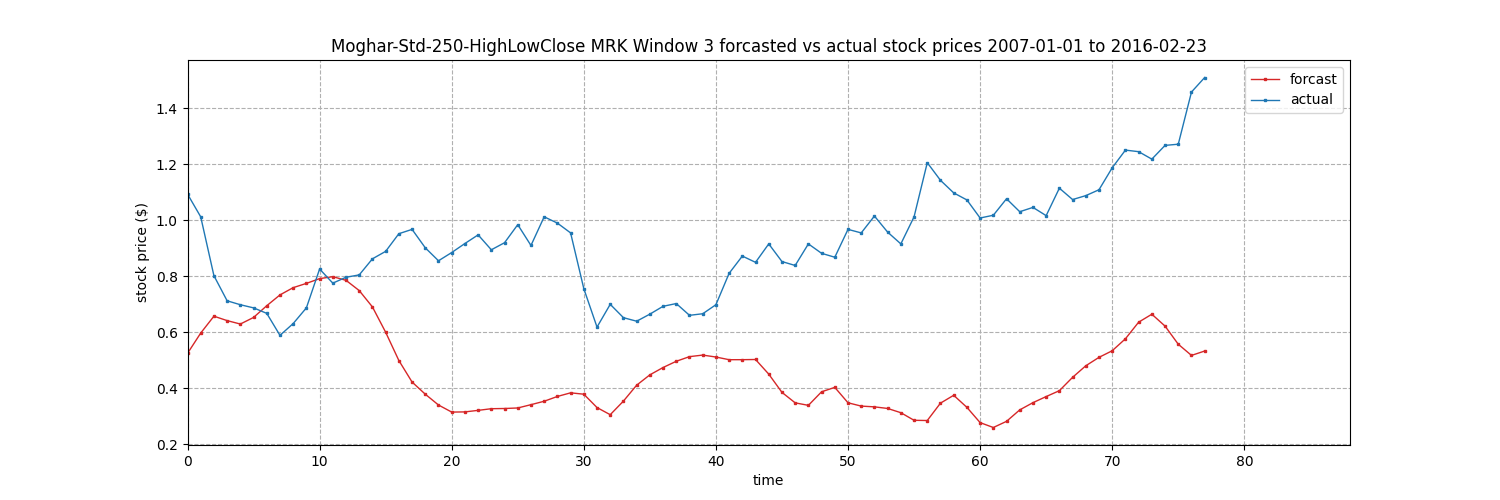 Moghar-Std-250-HighLowClose MRK Window 3 forcasted vs actual stock prices 2007-01-01 to 2016-02-23
forcast
actual
1.4
1.2
1.0
0.8
0.6
0.4
0.2
stock price ($)
0 10 20 30 40 50 60 70 80
time